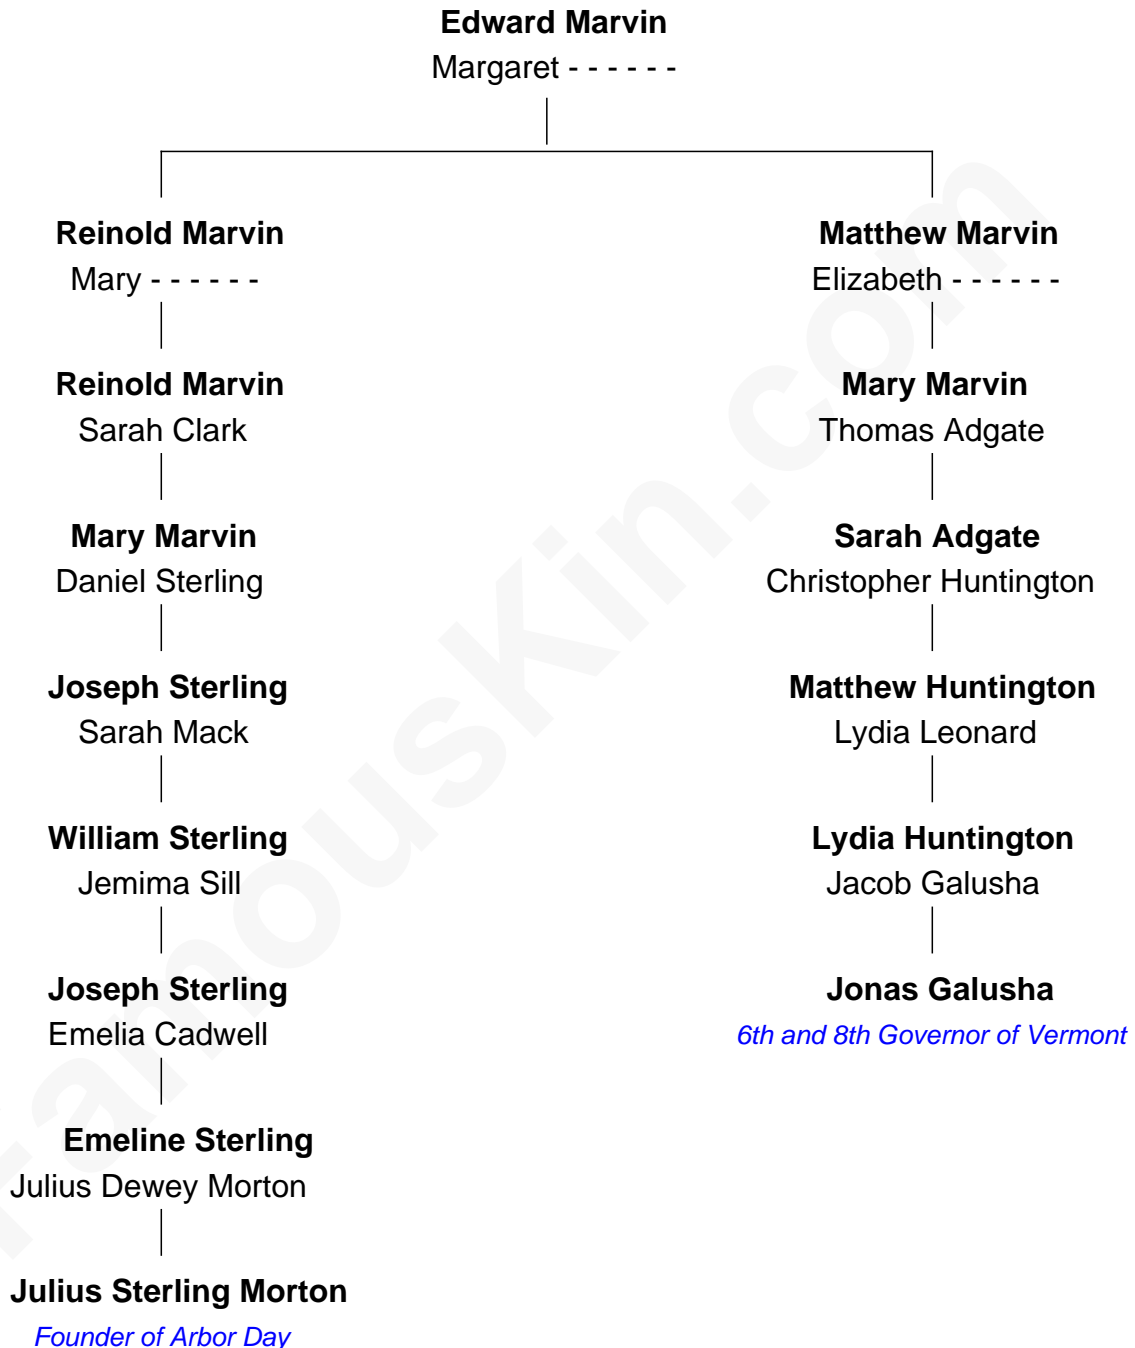 Edward Marvin
Margaret - - - - - -
Reinold Marvin
Mary - - - - - -
Matthew Marvin
Elizabeth - - - - - -
Reinold Marvin
Sarah Clark
Mary Marvin
Thomas Adgate
Mary Marvin
Daniel Sterling
Sarah Adgate
Christopher Huntington
Joseph Sterling
Sarah Mack
Matthew Huntington
Lydia Leonard
William Sterling
Jemima Sill
Lydia Huntington
Jacob Galusha
Joseph Sterling
Emelia Cadwell
Jonas Galusha
6th and 8th Governor of Vermont
Emeline Sterling
Julius Dewey Morton
Julius Sterling Morton
Founder of Arbor Day
FamousKin.com